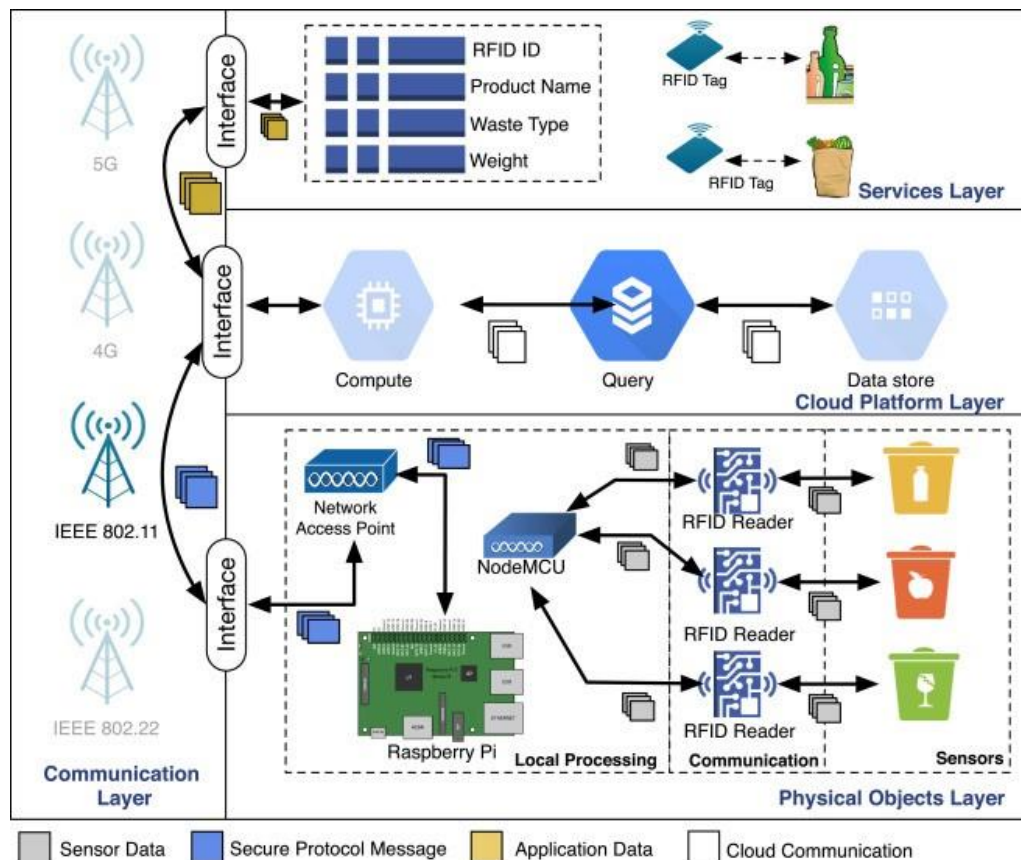 5G
4G
IEEE 802.11
IEEE 802.22
Communication
Layer
Interface
Interface
Interface
RFID ID
Product Name
Waste Type
Weight
RFID Tag
RFID Tag
Services Layer
Compute
Query
Data store
Cloud Platform Layer
Network
Access Point
NodeMCU
Raspberry Pi
RFID Reader
RFID Reader
RFID Reader
Local Processing
Communication
Sensors
Physical Objects Layer
Sensor Data
Secure Protocol Message
Application Data
Cloud Communication